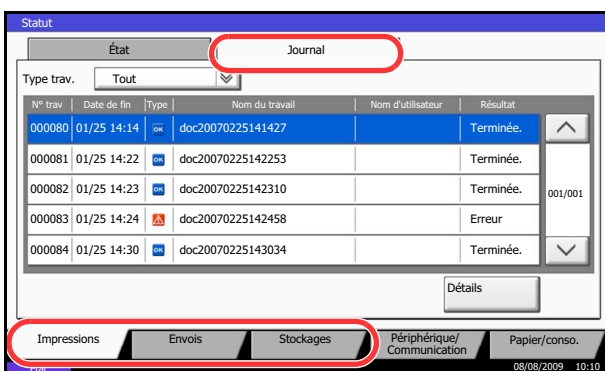 Statut
État Journal
Type trav. Tout
N° trav Date de fin Type Nom du travail Nom d'utilisateur Résultat
000080 01/25 14:14 OK doc20070225141427 Terminée.
000081 01/25 14:22 OK doc20070225142253 Terminée.
000082 01/25 14:23 OK doc20070225142310 Terminée.
001/001
000083 01/25 14:24 doc20070225142458 Erreur
000084 01/25 14:30 OK doc20070225143034 Terminée.
Détails
Impressions Envois Stockages Périphérique/ Papier/conso.
Communication
État 08/08/2009 10:10